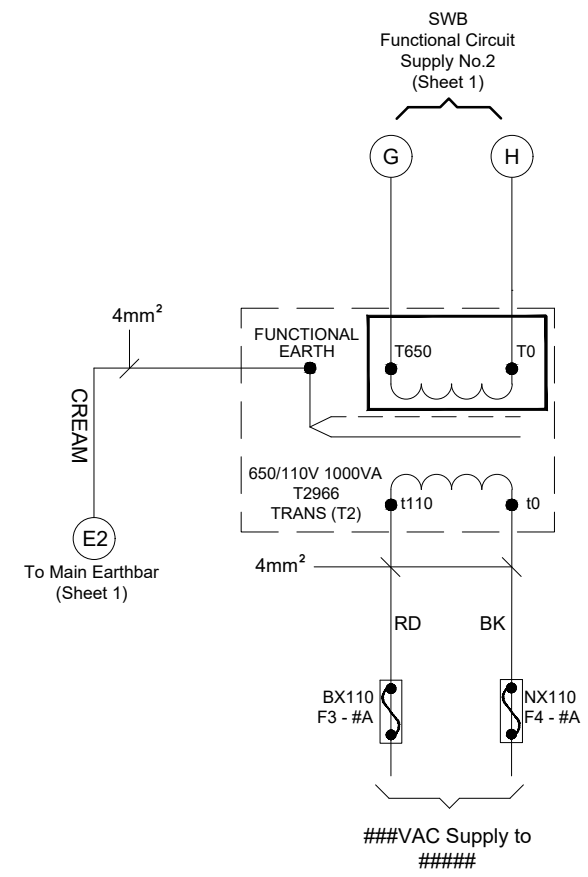 SWB
Functional Circuit
Supply No.2
(Sheet 1)
G
H
4mm²
FUNCTIONAL
EARTH
T650
T0
CREAM
650/110V 1000VA
T2966
TRANS (T2)
t110
t0
E2
To Main Earthbar
(Sheet 1)
4mm²
RD
BK
BX110
F3 - #A
NX110
F4 - #A
###VAC Supply to
#####